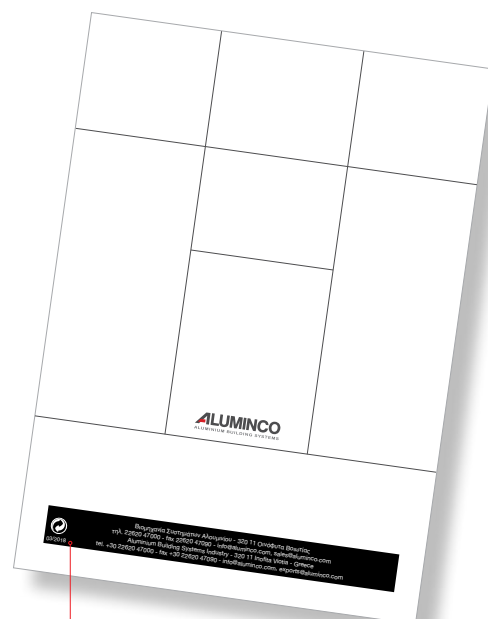 ALUMINCO
ALUMINIUM BUILDING SYSTEMS
Βιομηχανία Συστημάτων Αλουμινίου - 320 11 Οινόφυτα Βοιωτίας
τηλ. 22620 47000 - fax 22620 47090 - info@aluminco.com, sales@aluminco.com
Aluminium Building Systems Industry - 320 11 Inofita Viotia - Greece
tel. +30 22620 47000 - fax +30 22620 47090 - info@aluminco.com, exports@aluminco.com
03/2018